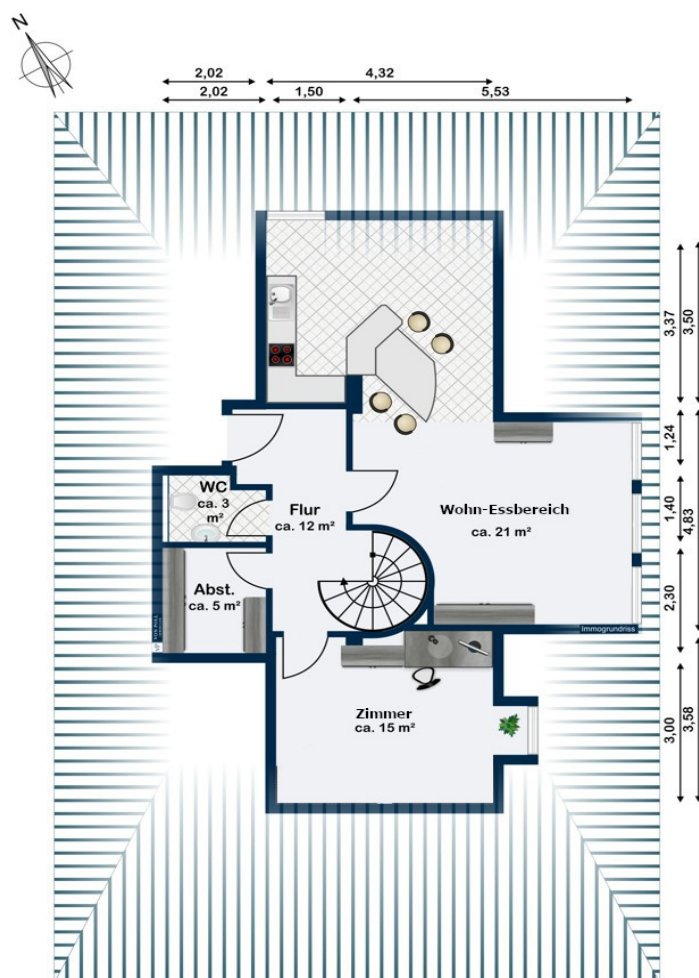 N
2,02
4,32
2,02
1,50
5,53
3,37
3,50
1,24
WC
ca. 3
m²
Flur
ca. 12 m²
Wohn-Essbereich
ca. 21 m²
1,40
4,83
Abst.
ca. 5 m²
2,30
Immogrundriss
Zimmer
ca. 15 m²
3,00
3,58